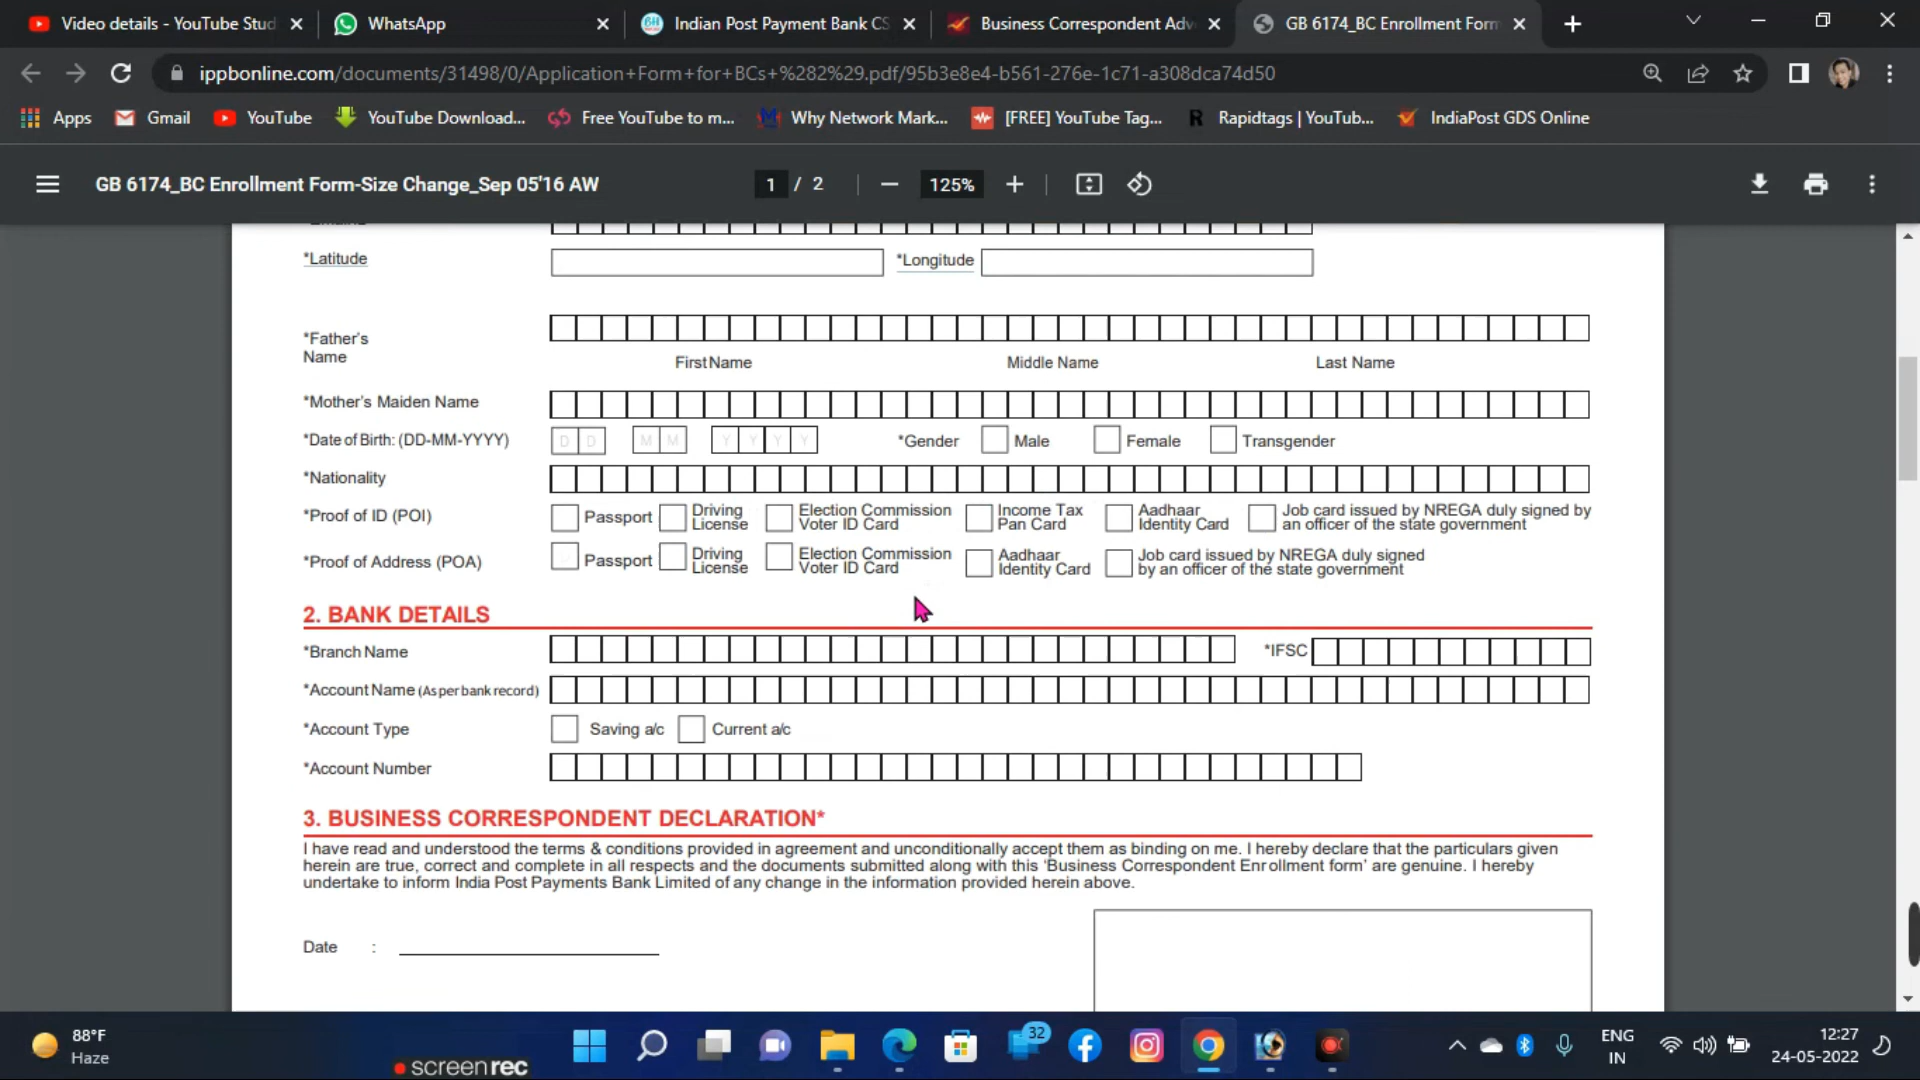 Video details - YouTube Stud
WhatsApp
Indian Post Payment Bank CS
Business Correspondent Adv
GB 6174_BC Enrollment Form
ippbonline.com/documents/31498/0/Application+Form+for+BCs+%282%29.pdf/95b3e8e4-b561-276e-1c71-a308dca74d50
Apps
Gmail
YouTube
YouTube Download...
Free YouTube to m...
Why Network Mark...
[FREE] YouTube Tag...
Rapidtags | YouTub...
IndiaPost GDS Online
GB 6174_BC Enrollment Form-Size Change_Sep 05'16 AW
1 / 2
125%
*Latitude
*Longitude
*Father's
Name
FirstName Middle Name Last Name
*Mother's Maiden Name
*Date of Birth: (DD-MM-YYYY) D D M M Y Y Y Y *Gender Male Female Transgender
*Nationality
*Proof of ID (POI)
Passport
Driving
License
Election Commission
Voter ID Card
Income Tax
Pan Card
Aadhaar
Identity Card
Job card issued by NREGA duly signed by
an officer of the state government
*Proof of Address (POA)
Passport
Driving
License
Election Commission
Voter ID Card
Aadhaar
Identity Card
Job card issued by NREGA duly signed
by an officer of the state government
2. BANK DETAILS
*Branch Name
*IFSC
*Account Name (As per bank record)
*Account Type Saving a/c Current a/c
*Account Number
3. BUSINESS CORRESPONDENT DECLARATION*
I have read and understood the terms & conditions provided in agreement and unconditionally accept them as binding on me. I hereby declare that the particulars given
herein are true, correct and complete in all respects and the documents submitted along with this 'Business Correspondent Enrollment form' are genuine. I hereby
undertake to inform India Post Payments Bank Limited of any change in the information provided herein above.
Date :
88°F
Haze
screenrec
32
ENG
IN
12:27
24-05-2022